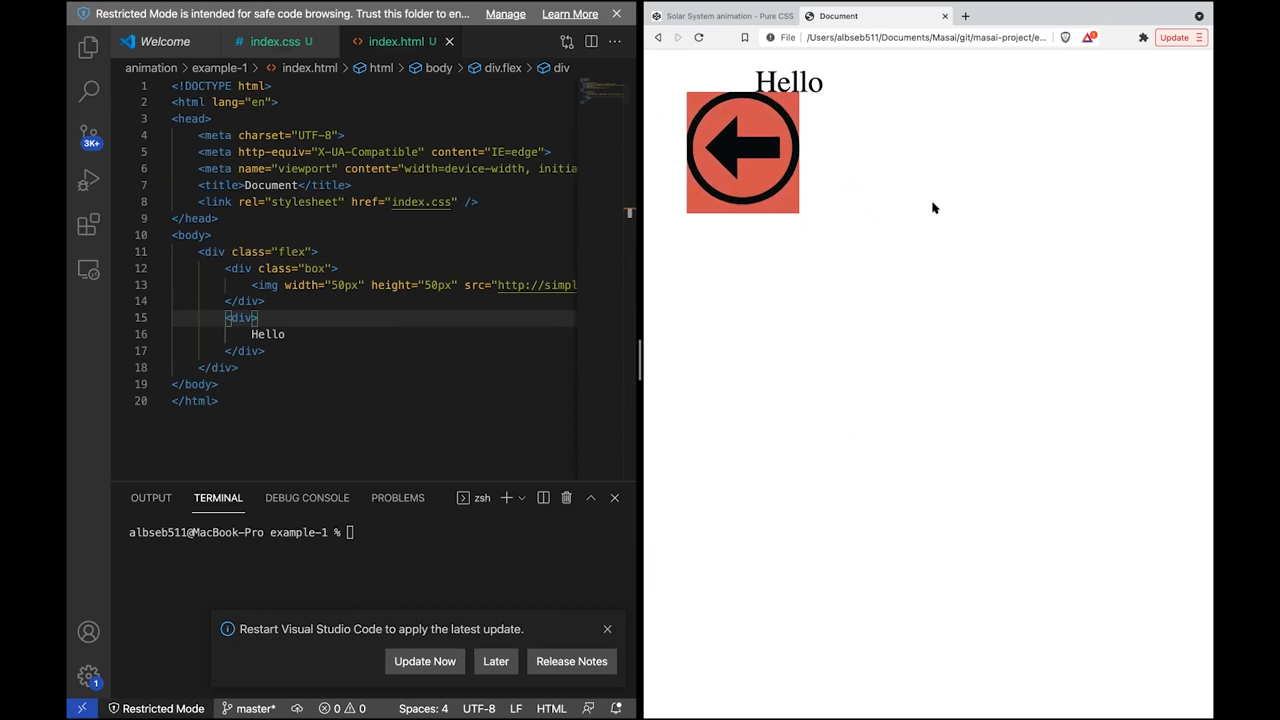 Restricted Mode is intended for safe code browsing. Trust this folder to en... Manage Learn More
Welcome index.css U index.html U
animation > example-1 > index.html > html > body > div.flex > div
1 <!DOCTYPE html>
2 <html lang="en">
3 <head>
4 <meta charset="UTF-8">
5 <meta http-equiv="X-UA-Compatible" content="IE=edge">
6 <meta name="viewport" content="width=device-width, initia
7 <title>Document</title>
8 <link rel="stylesheet" href="index.css" />
9 </head>
10 <body>
11 <div class="flex">
12 <div class="box">
13 <img width="50px" height="50px" src="http://simpl
14 </div>
15 <div>
16 Hello
17 </div>
18 </div>
19 </body>
20 </html>
3K+
OUTPUT TERMINAL DEBUG CONSOLE PROBLEMS zsh
albseb511@MacBook-Pro example-1 %
Restart Visual Studio Code to apply the latest update.
Update Now Later Release Notes
1
Restricted Mode master* 0 0 Spaces: 4 UTF-8 LF HTML
Solar System animation - Pure CSS Document
File /Users/albseb511/Documents/Masai/git/masai-project/e... 1 Update
Hello